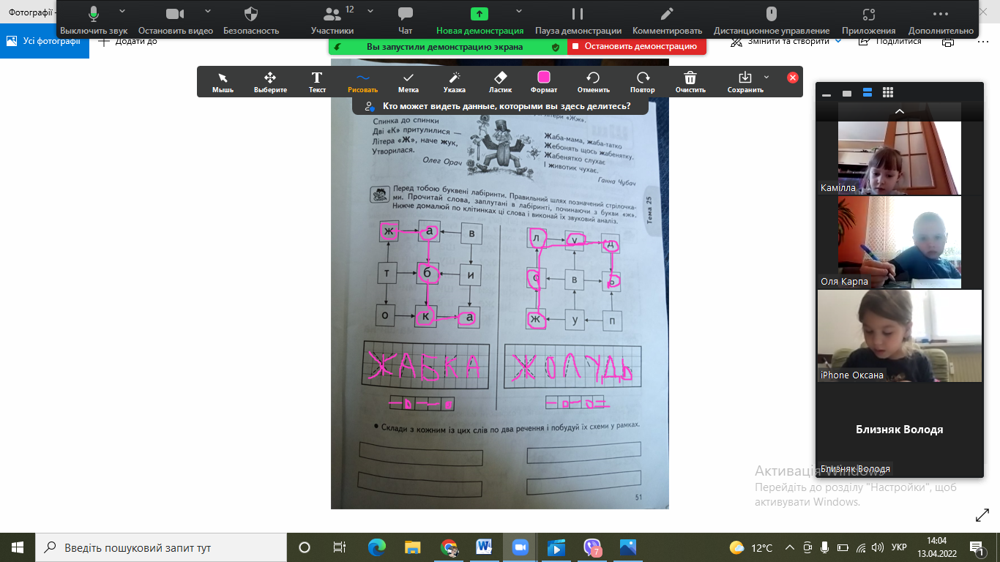 Фотографії -
12
Выключить звук
Остановить видео
Безопасность
Участники
Чат
Новая демонстрация
Пауза демонстрации
Комментировать
Дистанционное управление
Приложения
Дополнительно
Усі фотографії
Додати до
Вы запустили демонстрацию экрана
Остановить демонстрацию
Змінити та створити
Поділитися
Мышь
Выберите
Текст
Рисовать
Метка
Указка
Ластик
Формат
Отменить
Повтор
Очистить
Сохранить
Кто может видеть данные, которыми вы здесь делитесь?
літери «Жж».
Спинка до спинки
Дві «К» притулилися —
Літера «Ж», наче жук,
Утворилася.
Олег Орач
Жаба-мама, жаба-татко
Жебонять щось жабенятку.
Жабенятко слухає
І животик чухає.
Ганна Чубач
Тема 25
Перед тобою буквені лабіринти. Правильний шлях позначений стрілочка-
ми. Прочитай слова, заплутані в лабіринті, починаючи з букви «ж».
Нижче домалюй по клітинках ці слова і виконай їх звуковий аналіз.
ж а в
т б и
о к а
л у д
о в ь
ж у п
ЖАБКА
ЖОЛУДЬ
• Склади з кожним із цих слів по два речення і побудуй їх схеми у рамках.
51
Камілла
Оля Карпа
iPhone Оксана
Близняк Володя
Близняк Володя
Активація Windows
Перейдіть до розділу "Настройки", щоб
активувати Windows.
Введіть пошуковий запит тут
7
12°C
УКР
14:04
13.04.2022
1